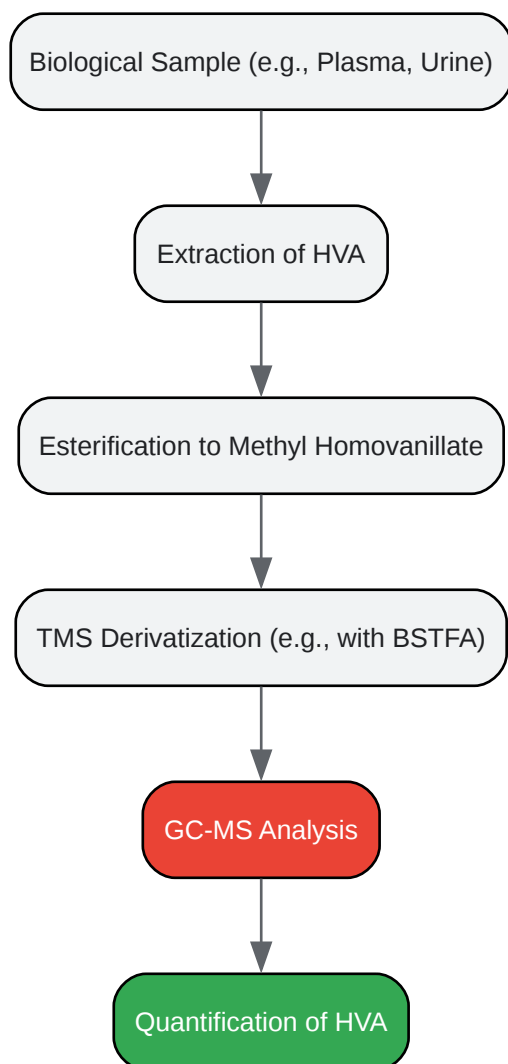 Biological Sample (e.g., Plasma, Urine)
Extraction of HVA
Esterification to Methyl Homovanillate
TMS Derivatization (e.g., with BSTFA)
GC-MS Analysis
Quantification of HVA